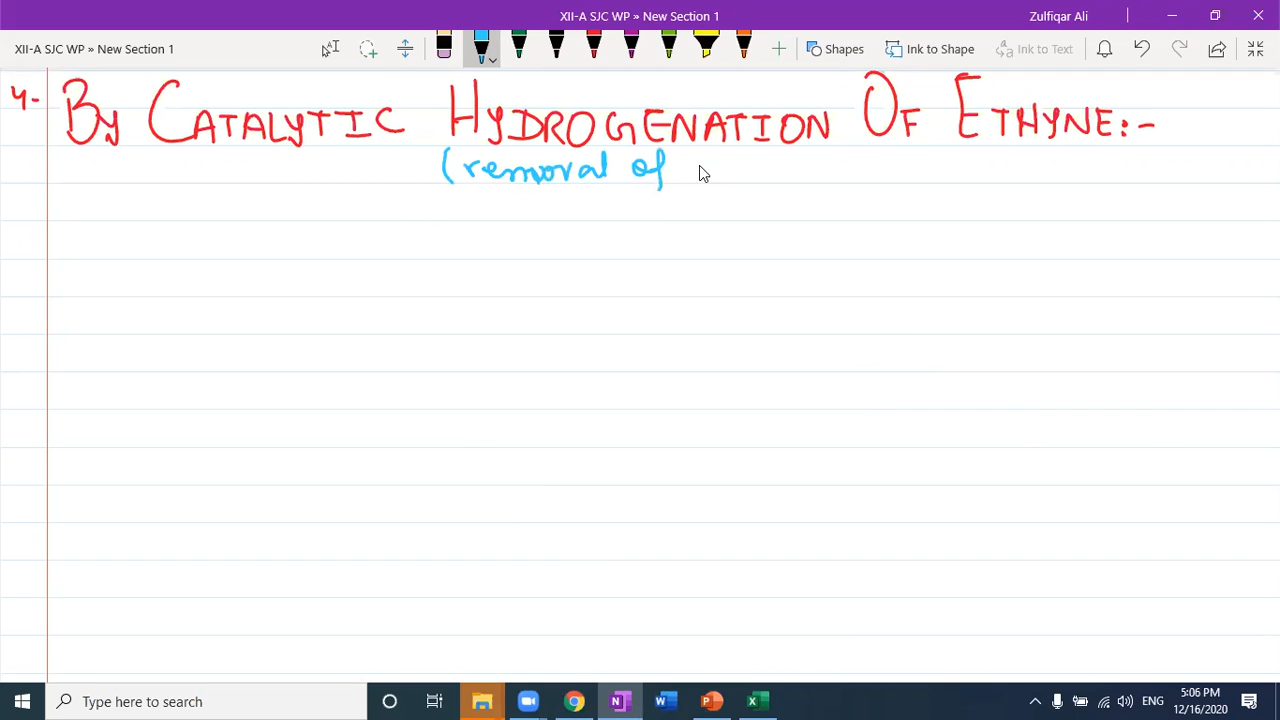 XII-A SJC WP » New Section 1
Zulfiqar Ali
XII-A SJC WP » New Section 1
Shapes
Ink to Shape
Ink to Text
4- By CATALYTIC HyDROGENATION OF ETHyNE:-
(removal of
Type here to search
ENG
5:06 PM
12/16/2020